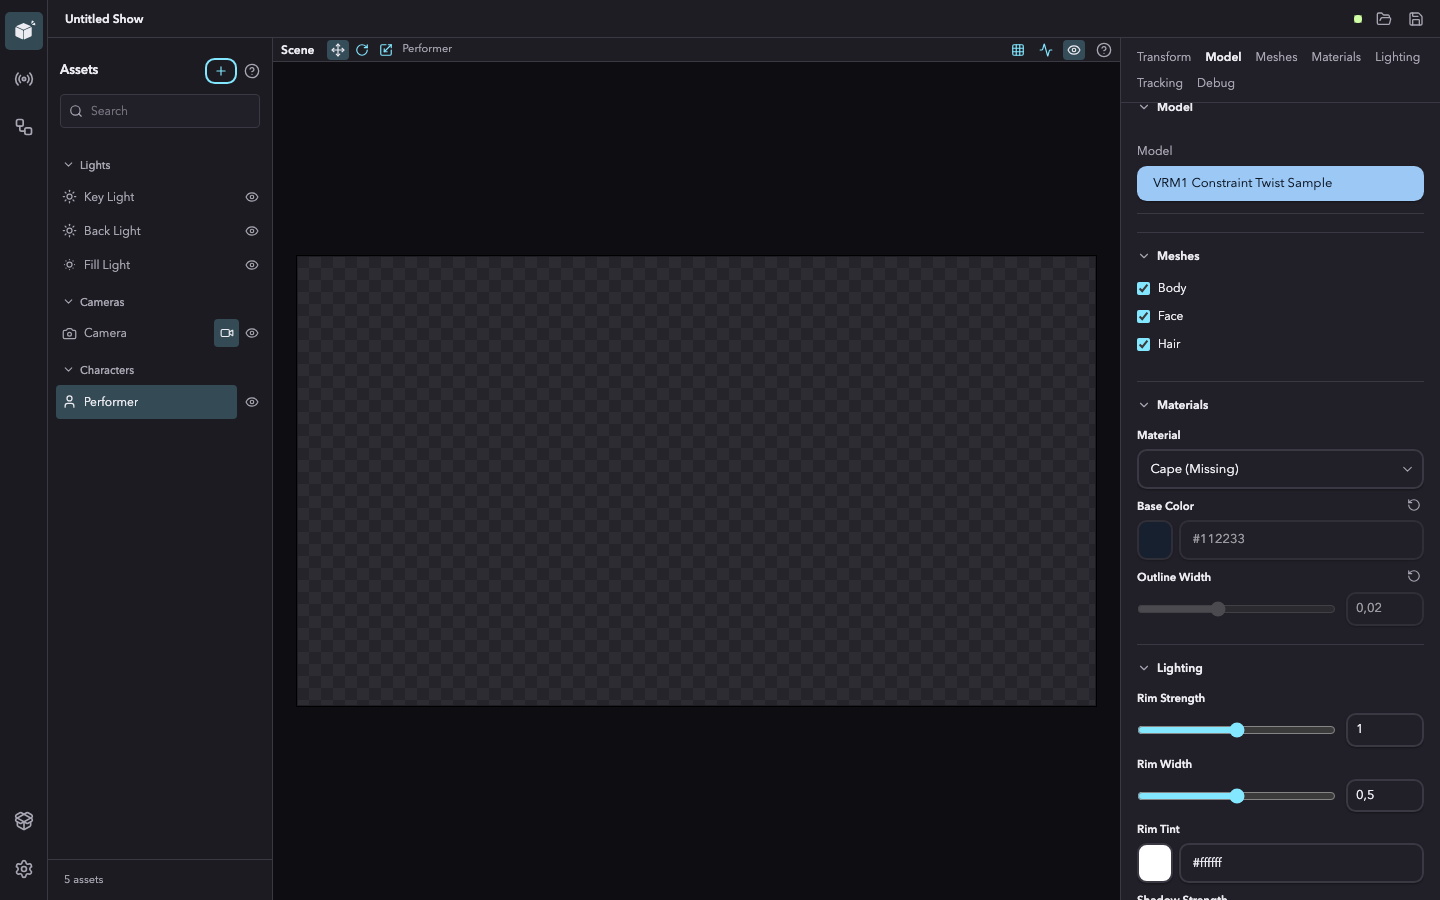 Untitled Show
Assets
Search
Lights
Key Light
Back Light
Fill Light
Cameras
Camera
Characters
Performer
5 assets
Scene
Performer
Transform Model Meshes Materials Lighting
Tracking Debug
Model
Model
VRM1 Constraint Twist Sample
Meshes
Body
Face
Hair
Materials
Material
Cape (Missing)
Base Color
#112233
Outline Width
0,02
Lighting
Rim Strength
1
Rim Width
0,5
Rim Tint
#ffffff
Shadow Strength